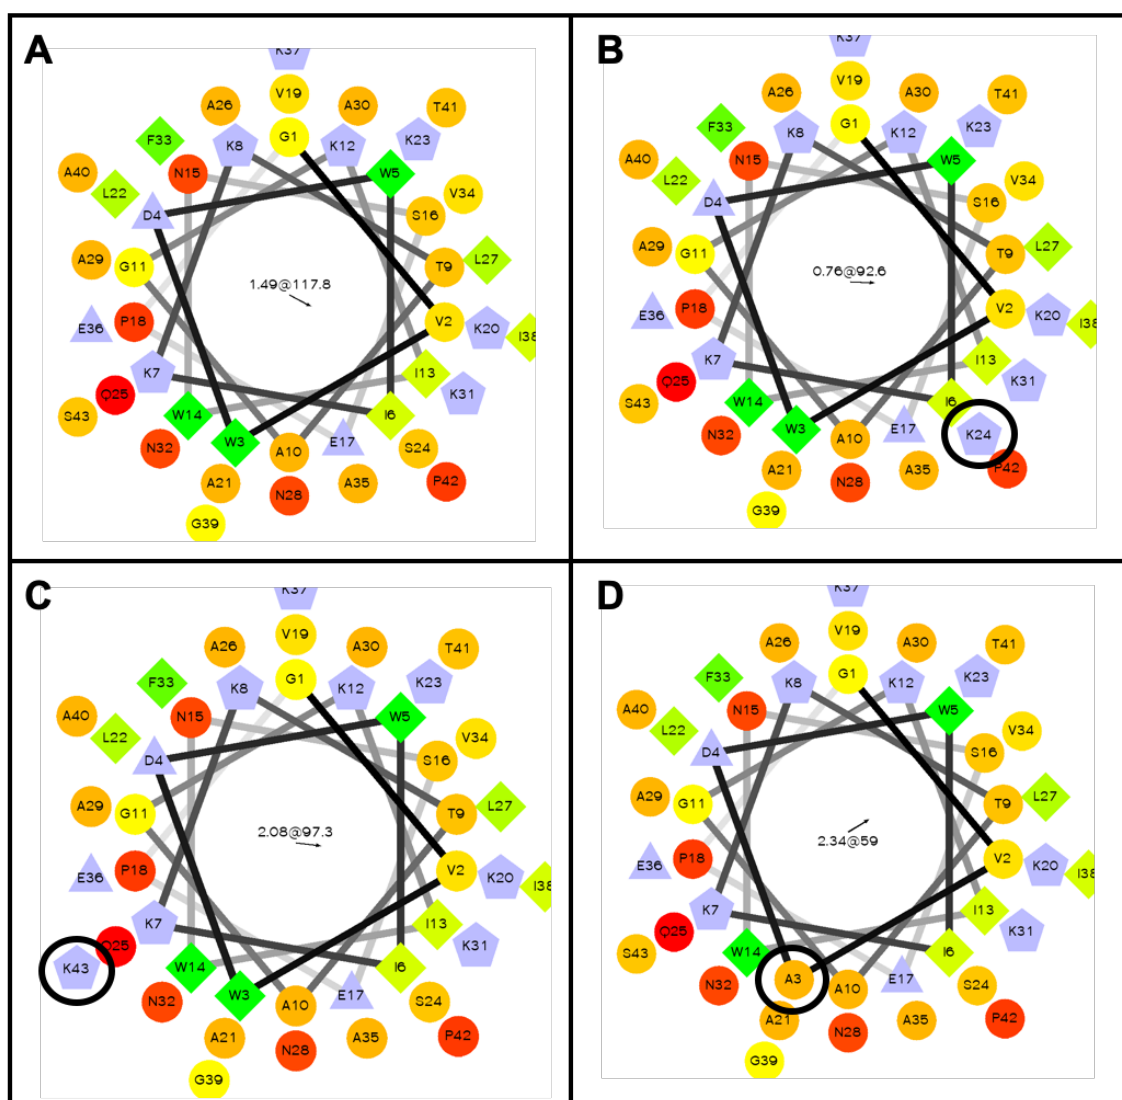 A
K37
V19
A26
A30
T41
G1
F33
K8
K12
K23
A40
N15
W5
L22
V34
D4
S16
A29
G11
T9
L27
1.49@117.8
E36
P18
V2
K20
I38
K7
I13
Q25
K31
S43
W14
I6
N32
W3
A10
E17
S24
A21
N28
A35
P42
G39
B
K37
V19
A26
A30
T41
G1
F33
K8
K12
K23
A40
N15
W5
L22
V34
D4
S16
A29
G11
T9
L27
0.76@92.6
E36
P18
V2
K20
I38
K7
I13
Q25
K31
S43
W14
I6
N32
W3
A10
E17
K24
A21
N28
A35
P42
G39
C
K37
V19
A26
A30
T41
G1
F33
K8
K12
K23
A40
N15
W5
L22
V34
D4
S16
A29
G11
T9
L27
2.08@97.3
E36
P18
V2
K20
I38
K7
I13
Q25
K31
K43
W14
I6
N32
W3
A10
E17
S24
A21
N28
A35
P42
G39
D
K37
V19
A26
A30
T41
G1
F33
K8
K12
K23
A40
N15
W5
L22
V34
D4
S16
A29
G11
T9
L27
2.34@59
E36
P18
V2
K20
I38
K7
I13
Q25
K31
S43
W14
I6
N32
A3
A10
E17
S24
A21
N28
A35
P42
G39